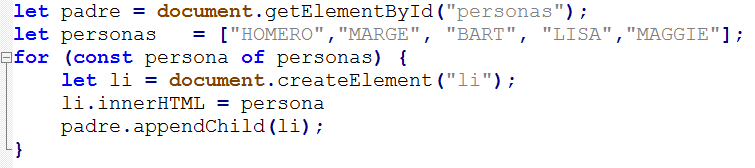 let padre = document.getElementById("personas");
let personas   = ["HOMERO","MARGE", "BART", "LISA","MAGGIE"];
for (const persona of personas) {
    let li = document.createElement("li");
    li.innerHTML = persona
    padre.appendChild(li);
}